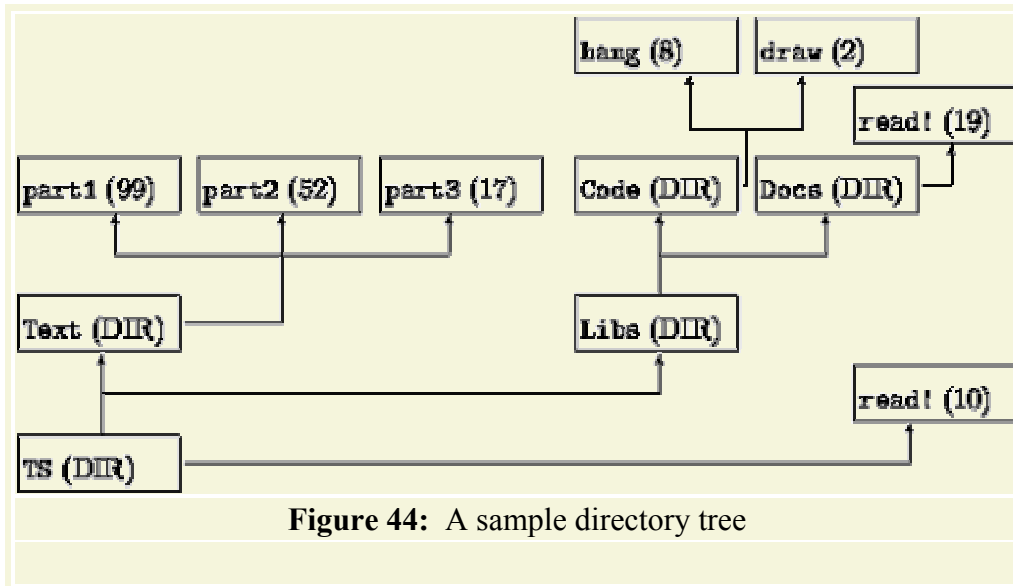 hang (8) draw (2)
read! (19)
part1 (99) part2 (52) part3 (17) Code (DIR) Docs (DIR)
Text (DIR) Libs (DIR)
read! (10)
TS (DIR)
Figure 44: A sample directory tree